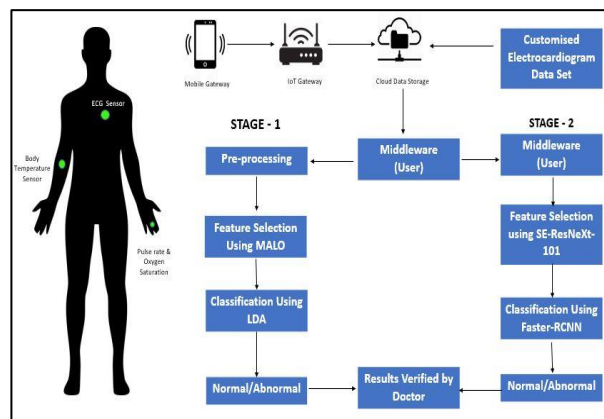 Mobile Gateway
IoT Gateway
Cloud Data Storage
Customised
Electrocardiogram
Data Set
ECG Sensor
Body
Temperature
Sensor
Pulse rate &
Oxygen
Saturation
STAGE - 1
Pre-processing
Feature Selection
Using MALO
Classification Using
LDA
Normal/Abnormal
Middleware
(User)
Results Verified by
Doctor
STAGE - 2
Middleware
(User)
Feature Selection
using SE-ResNeXt-
101
Classification Using
Faster-RCNN
Normal/Abnormal